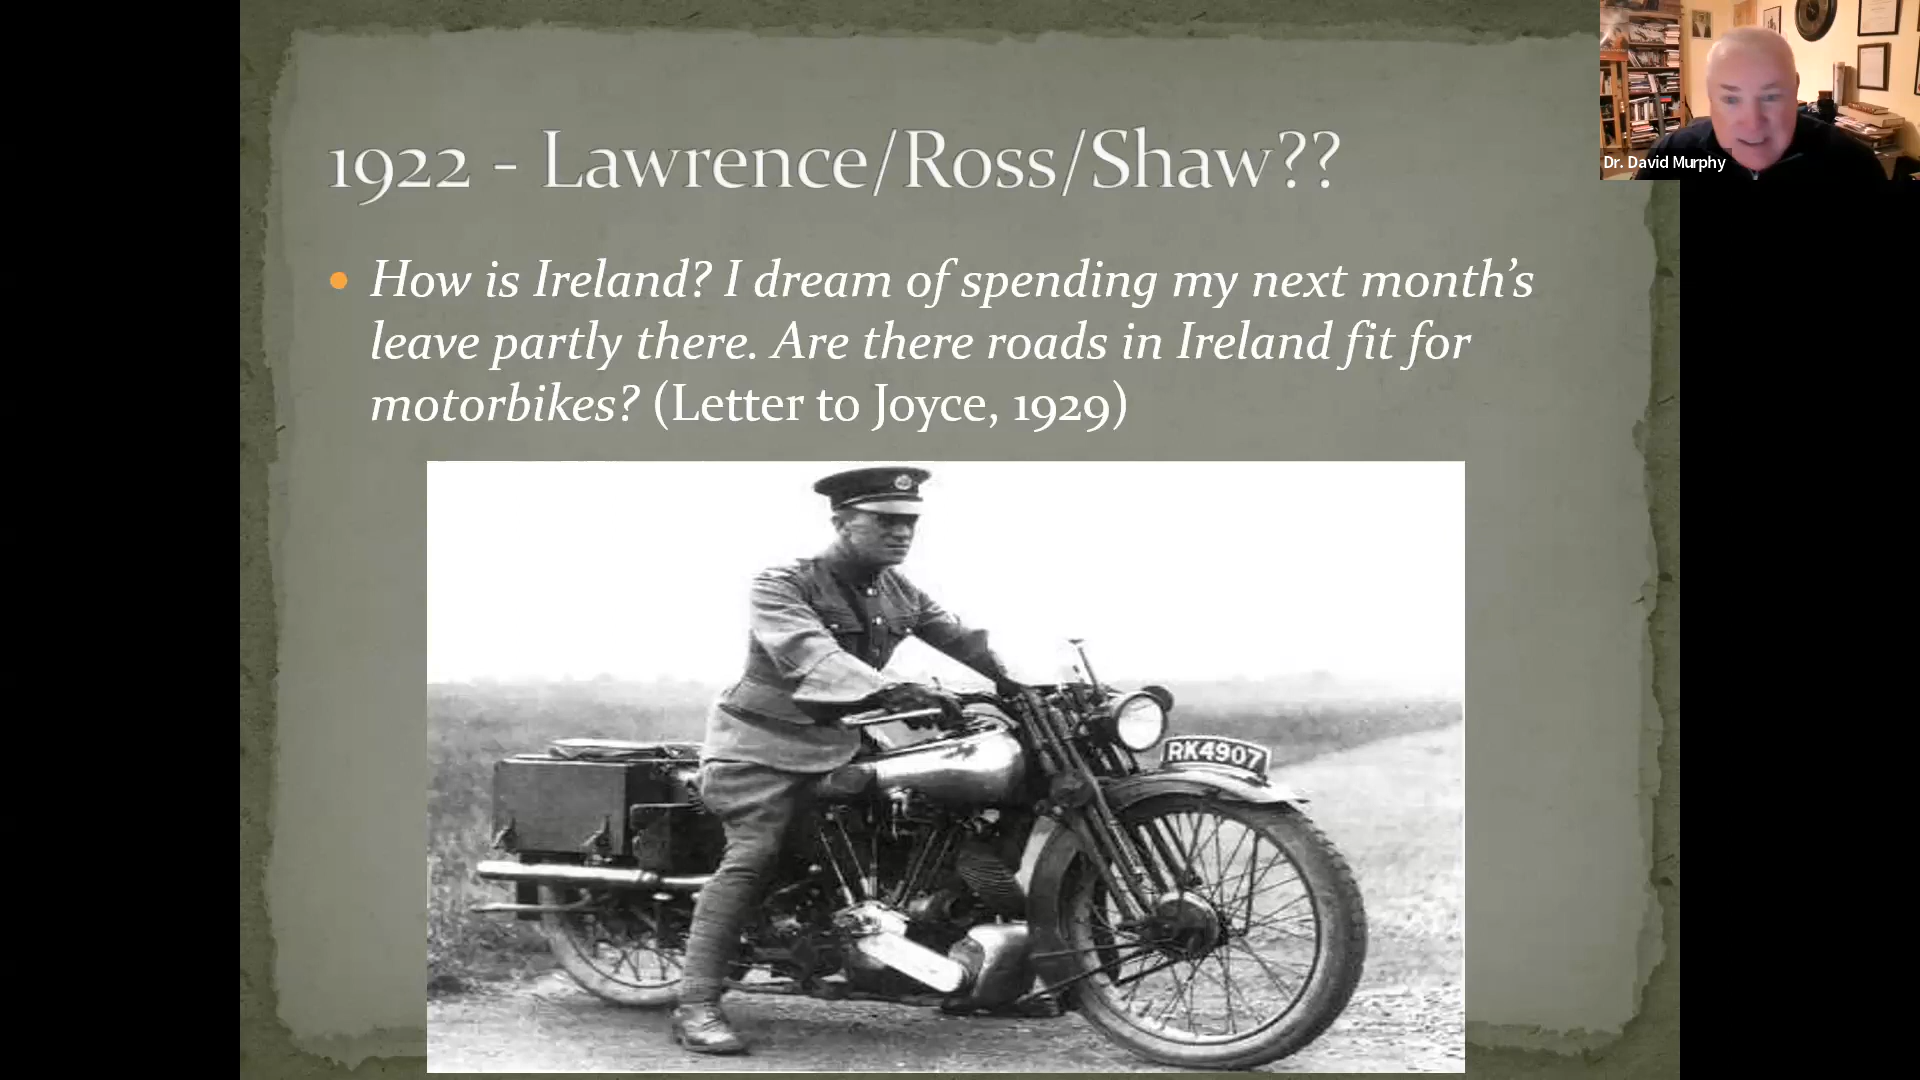 1922 - Lawrence/Ross/Shaw??
How is Ireland? I dream of spending my next month’s
leave partly there. Are there roads in Ireland fit for
motorbikes? (Letter to Joyce, 1929)
RK4907
Dr. David Murphy